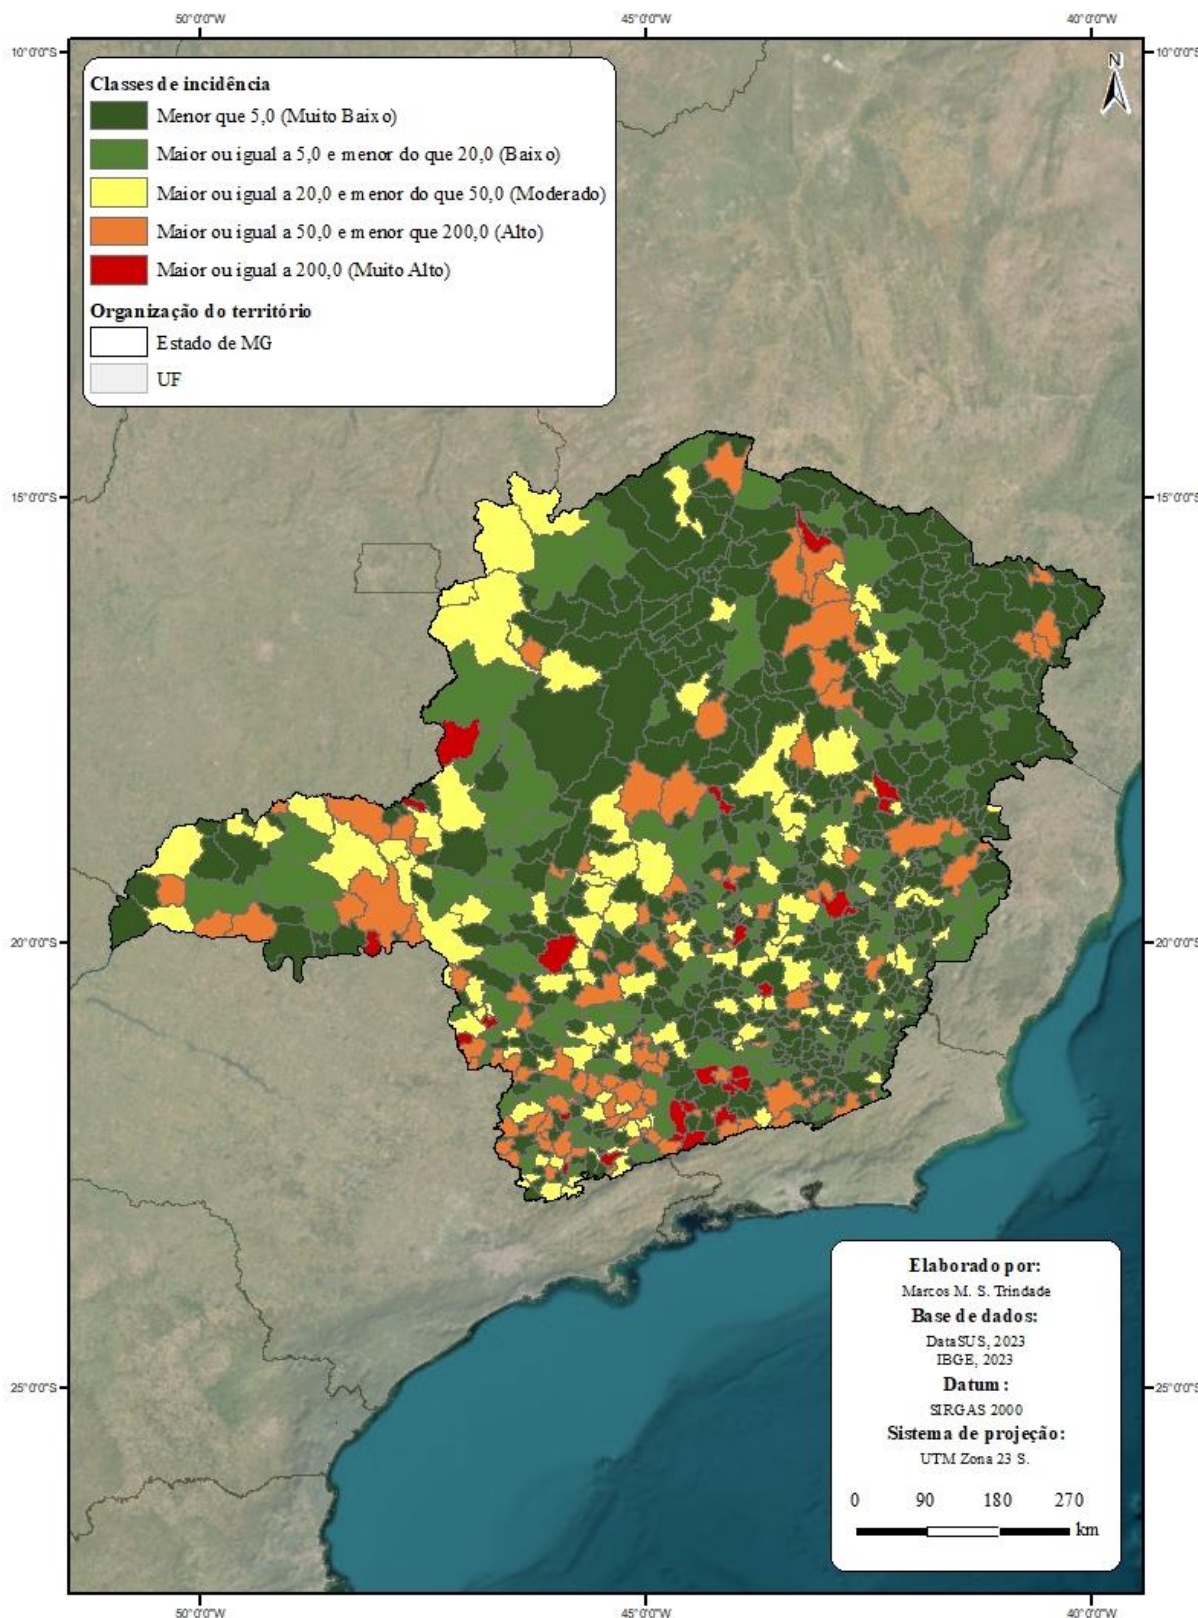 50°0'0"W
45°0'0"W
40°0'0"W
10°0'0"S
10°0'0"S
N
Classes de incidência
Menor que 5,0 (Muito Baixo)
Maior ou igual a 5,0 e menor do que 20,0 (Baixo)
Maior ou igual a 20,0 e menor do que 50,0 (Moderado)
Maior ou igual a 50,0 e menor que 200,0 (Alto)
Maior ou igual a 200,0 (Muito Alto)
Organização do território
Estado de MG
UF
15°0'0"S
15°0'0"S
20°0'0"S
20°0'0"S
Elaborado por:
Marcos M. S. Trindade
Base de dados:
DataSUS, 2023
IBGE, 2023
Datum:
SIRGAS 2000
Sistema de projeção:
UTM Zona 23 S.
0 90 180 270
km
25°0'0"S
25°0'0"S
50°0'0"W
45°0'0"W
40°0'0"W